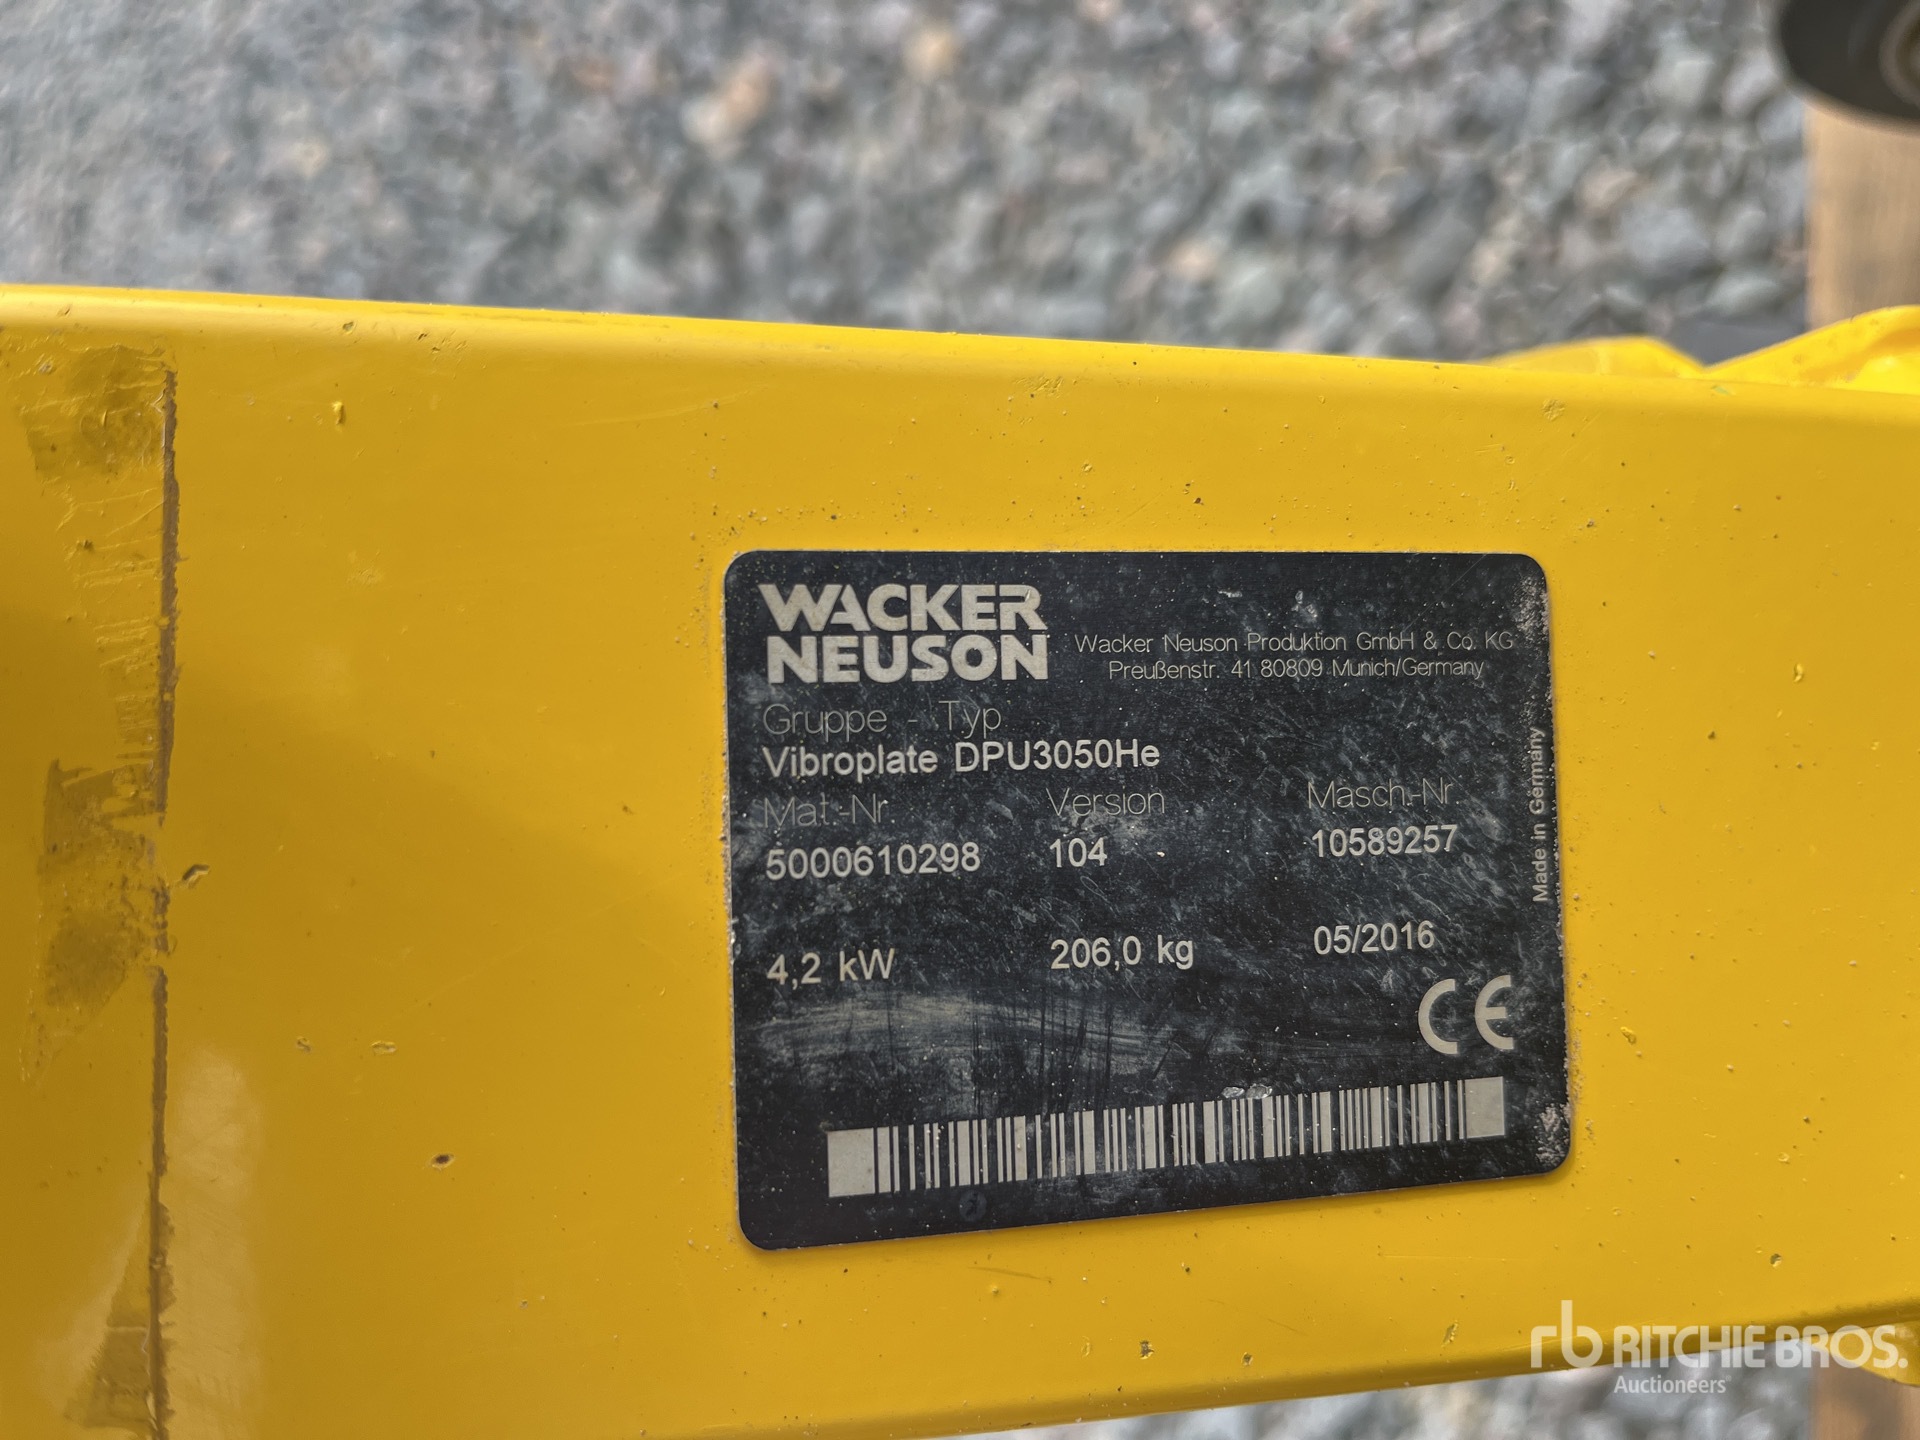 WACKER
NEUSON
Wacker Neuson Produktion GmbH & Co. KG
Preußenstr. 41 80809 Munich/Germany
Gruppe - Typ
Vibroplate DPU3050He
Mat.-Nr. Version Masch.-Nr.
5000610298 104 10589257
4,2 kW 206,0 kg 05/2016
CE
Made in Germany
rb RITCHIE BROS.
Auctioneers